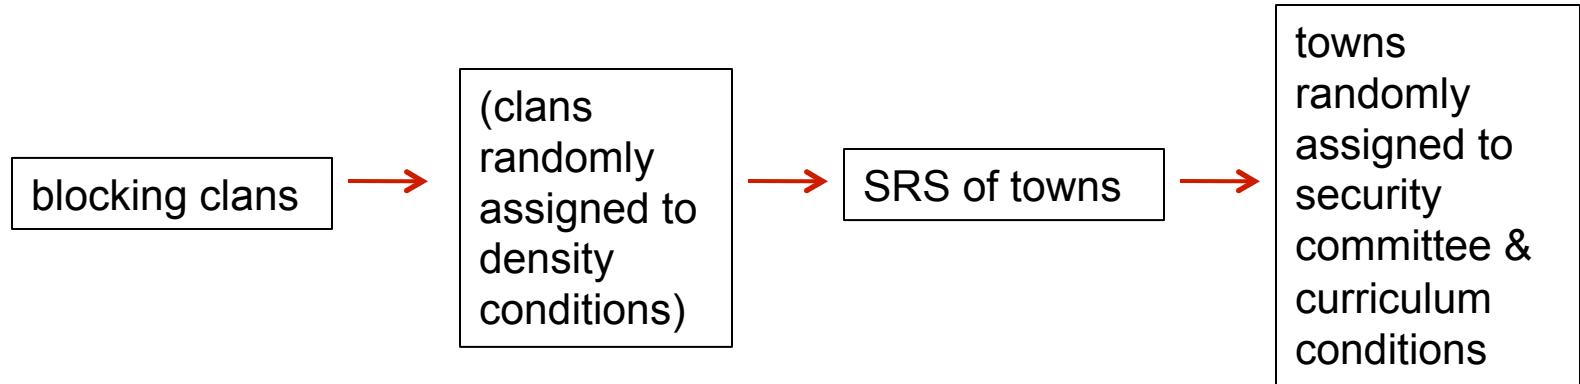 blocking clans
(clans
randomly
assigned to
density
conditions)
SRS of towns
towns
randomly
assigned to
security
committee &
curriculum
conditions